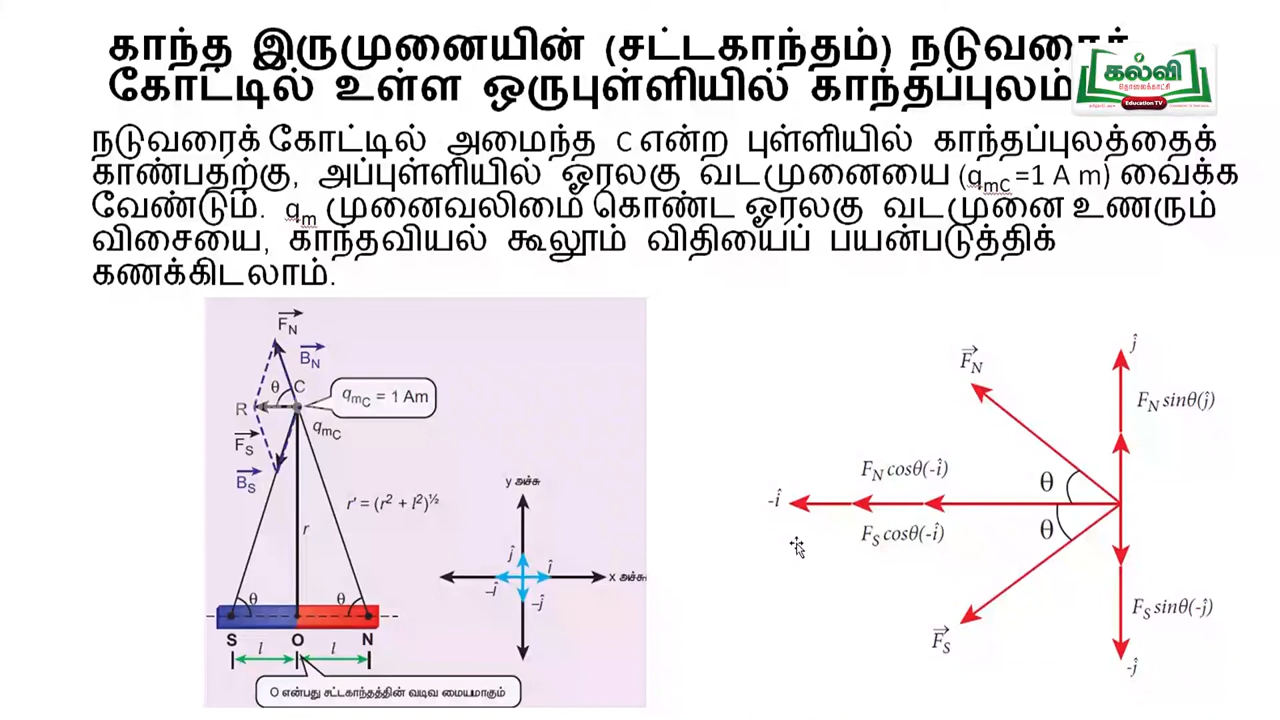 காந்த இருமுனையின் (சட்டகாந்தம்) நடுவரைக்
கோட்டில் உள்ள ஒருபுள்ளியில் காந்தப்புலம்
கல்வி
தொலைக்காட்சி
Education TV
நடுவரைக் கோட்டில் அமைந்த C என்ற புள்ளியில் காந்தப்புலத்தைக்
காண்பதற்கு, அப்புள்ளியில் ஓரலகு வடமுனையை (qmC =1 A m) வைக்க
வேண்டும். qm முனைவலிமை கொண்ட ஓரலகு வடமுனை உணரும்
விசையை, காந்தவியல் கூலூம் விதியைப் பயன்படுத்திக்
கணக்கிடலாம்.
F⃗N
B⃗N
θ C
qmC = 1 Am
R
qmC
F⃗S
B⃗S
r' = (r² + l²)^½
r
y அச்சு
ĵ
î
x அச்சு
–î
–ĵ
θ θ
S O N
l l
O என்பது சட்டகாந்தத்தின் வடிவ மையமாகும்
ĵ
F⃗N
FN sinθ(ĵ)
FN cosθ(-î)
θ
-î
FS cosθ(-î)
θ
FS sinθ(-ĵ)
F⃗S
-ĵ